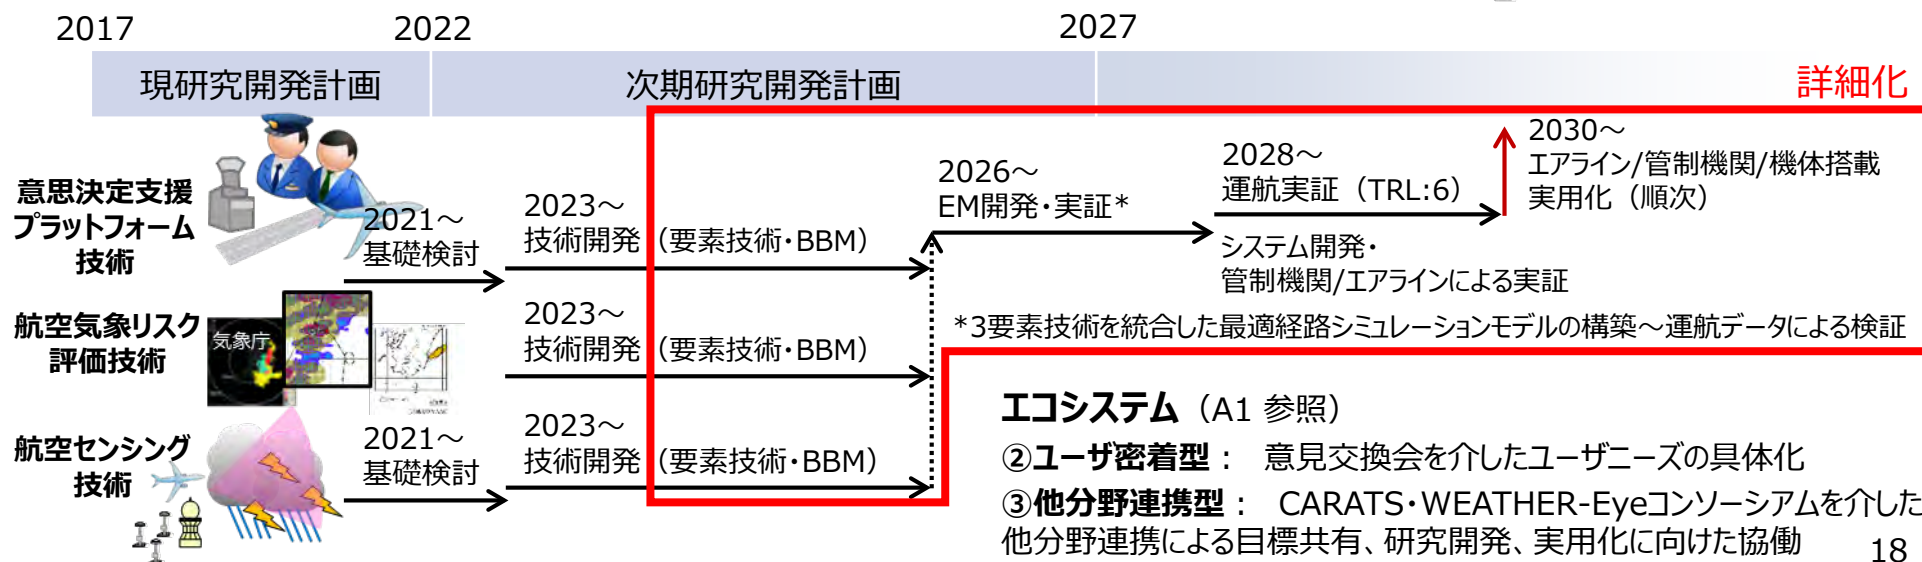 2017
2022
2027
現研究開発計画
次期研究開発計画
詳細化
意思決定支援
プラットフォーム
技術
2021～
基礎検討
2023～
技術開発（要素技術・BBM）
2026～
EM開発・実証*
2028～
運航実証（TRL:6）
システム開発・
管制機関/エアラインによる実証
2030～
エアライン/管制機関/機体搭載
実用化（順次）
航空気象リスク
評価技術
気象庁
2023～
技術開発（要素技術・BBM）
*3要素技術を統合した最適経路シミュレーションモデルの構築～運航データによる検証
航空センシング
技術
2021～
基礎検討
2023～
技術開発（要素技術・BBM）
エコシステム（A1 参照）
②ユーザ密着型： 意見交換会を介したユーザニーズの具体化
③他分野連携型： CARATS・WEATHER-Eyeコンソーシアムを介した
他分野連携による目標共有、研究開発、実用化に向けた協働
18